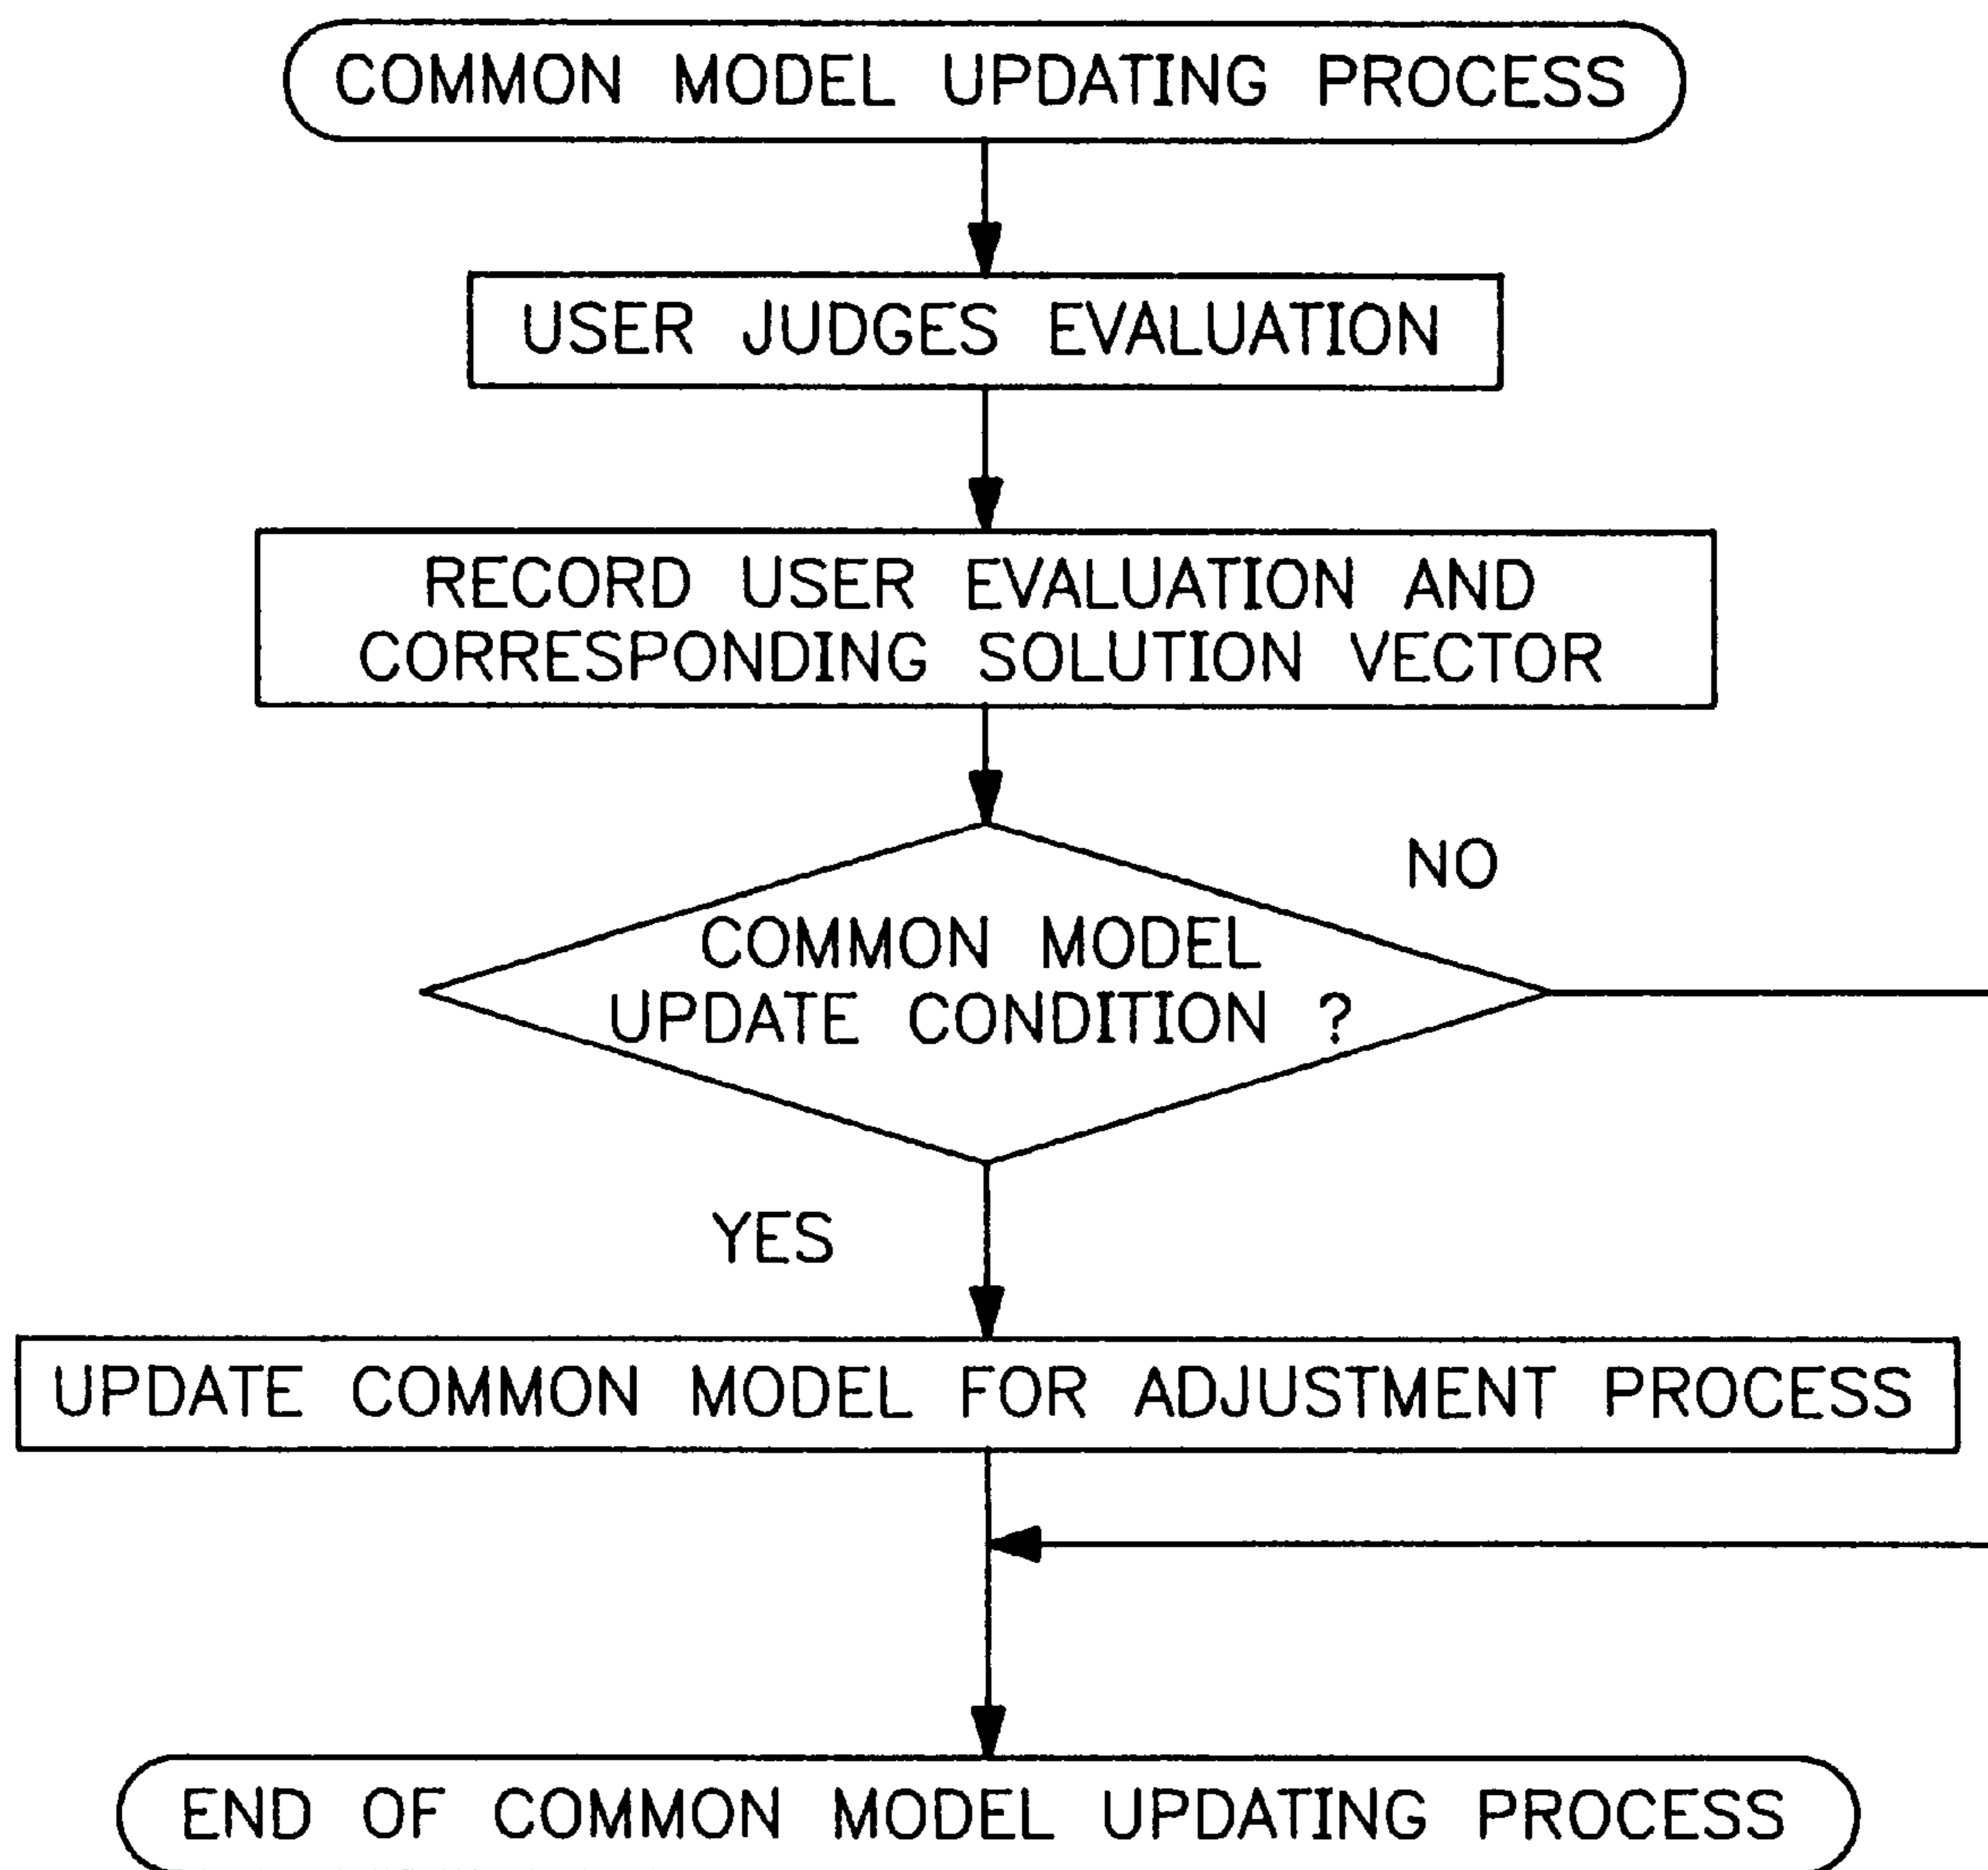 COMMON MODEL UPDATING PROCESS
USER JUDGES EVALUATION
RECORD USER EVALUATION AND
CORRESPONDING SOLUTION VECTOR
NO
COMMON MODEL
UPDATE CONDITION ?
YES
UPDATE COMMON MODEL FOR ADJUSTMENT PROCESS
END OF COMMON MODEL UPDATING PROCESS